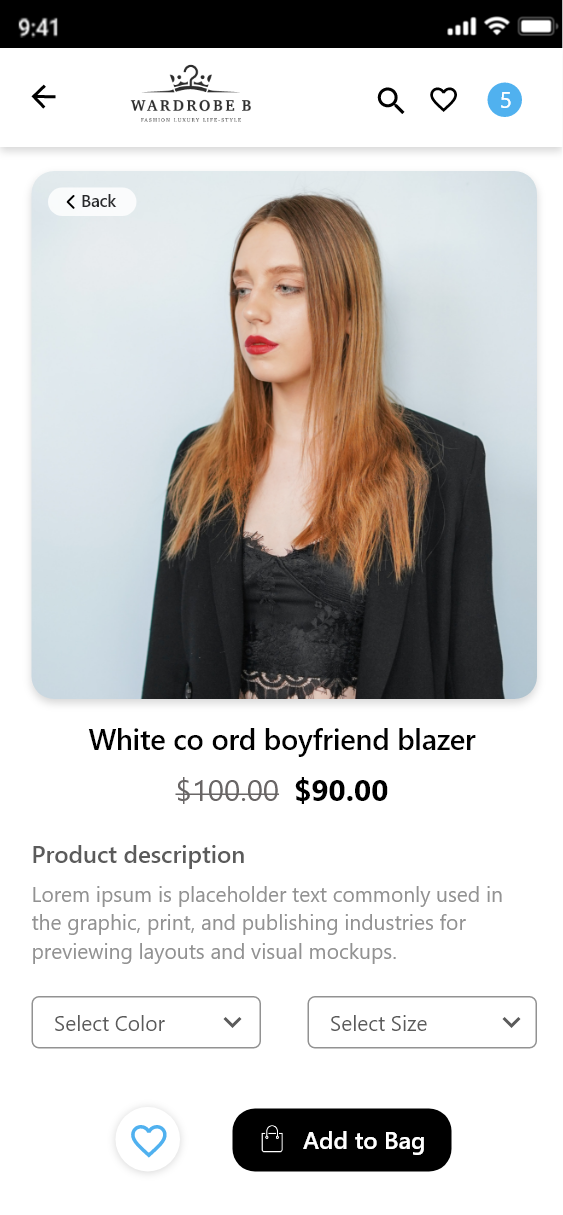 9:41
WARDROBE B
FASHION LUXURY LIFE-STYLE
5
Back
White co ord boyfriend blazer
$100.00 $90.00
Product description
Lorem ipsum is placeholder text commonly used in
the graphic, print, and publishing industries for
previewing layouts and visual mockups.
Select Color
Select Size
Add to Bag